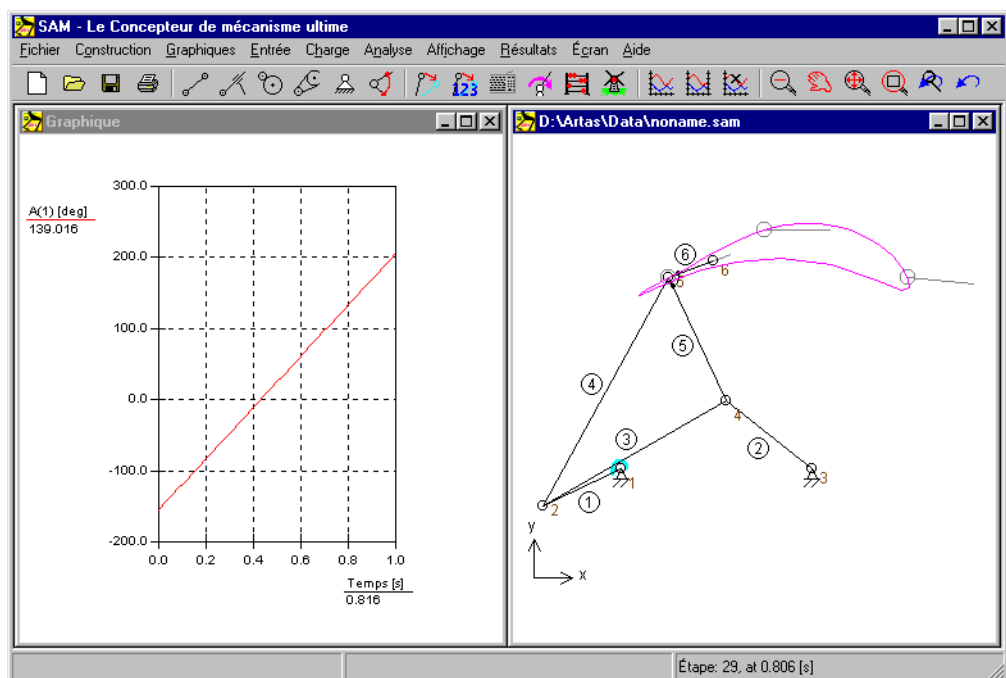 SAM - Le Concepteur de mécanisme ultime
Fichier Construction Graphiques Entrée Charge Analyse Affichage Résultats Écran Aide
123
Graphique
300.0
A(1) [deg]
139.016
200.0
100.0
0.0
-100.0
-200.0
0.0 0.2 0.4 0.6 0.8 1.0
Temps [s]
0.816
D:\Artas\Data\noname.sam
6
6
5
5
4
4
3
2
1
1
3
2
y
x
Étape: 29, at 0.806 [s]